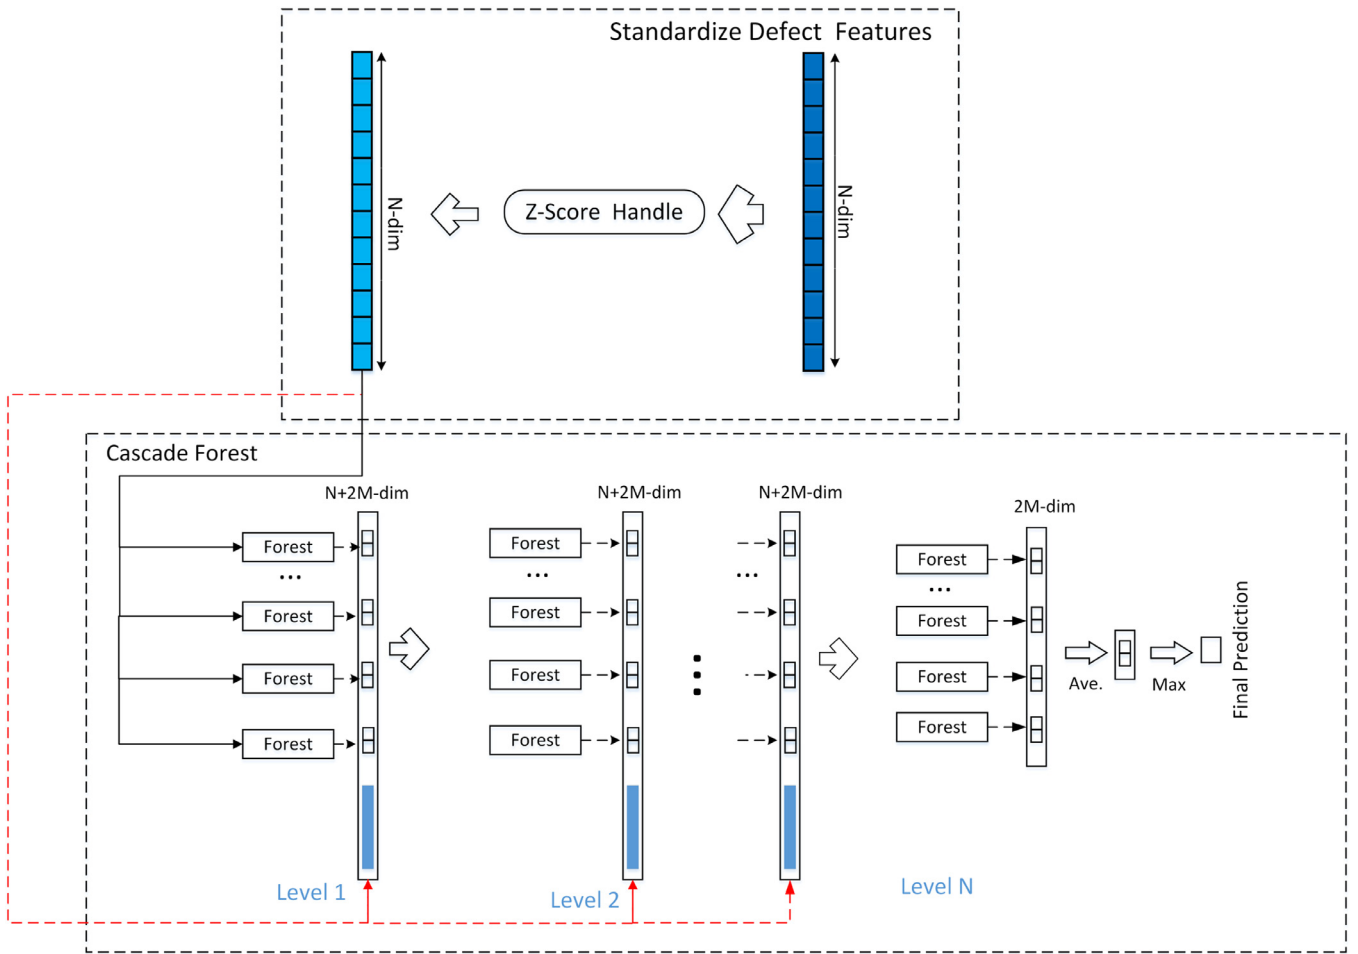 Standardize Defect Features
N-dim
Z-Score Handle
N-dim
Cascade Forest
N+2M-dim
N+2M-dim
N+2M-dim
2M-dim
Forest
...
Forest
Forest
Forest
Forest
...
Forest
Forest
Forest
...
Forest
...
Forest
Forest
Forest
Ave.
Max
Final Prediction
Level 1
Level 2
Level N